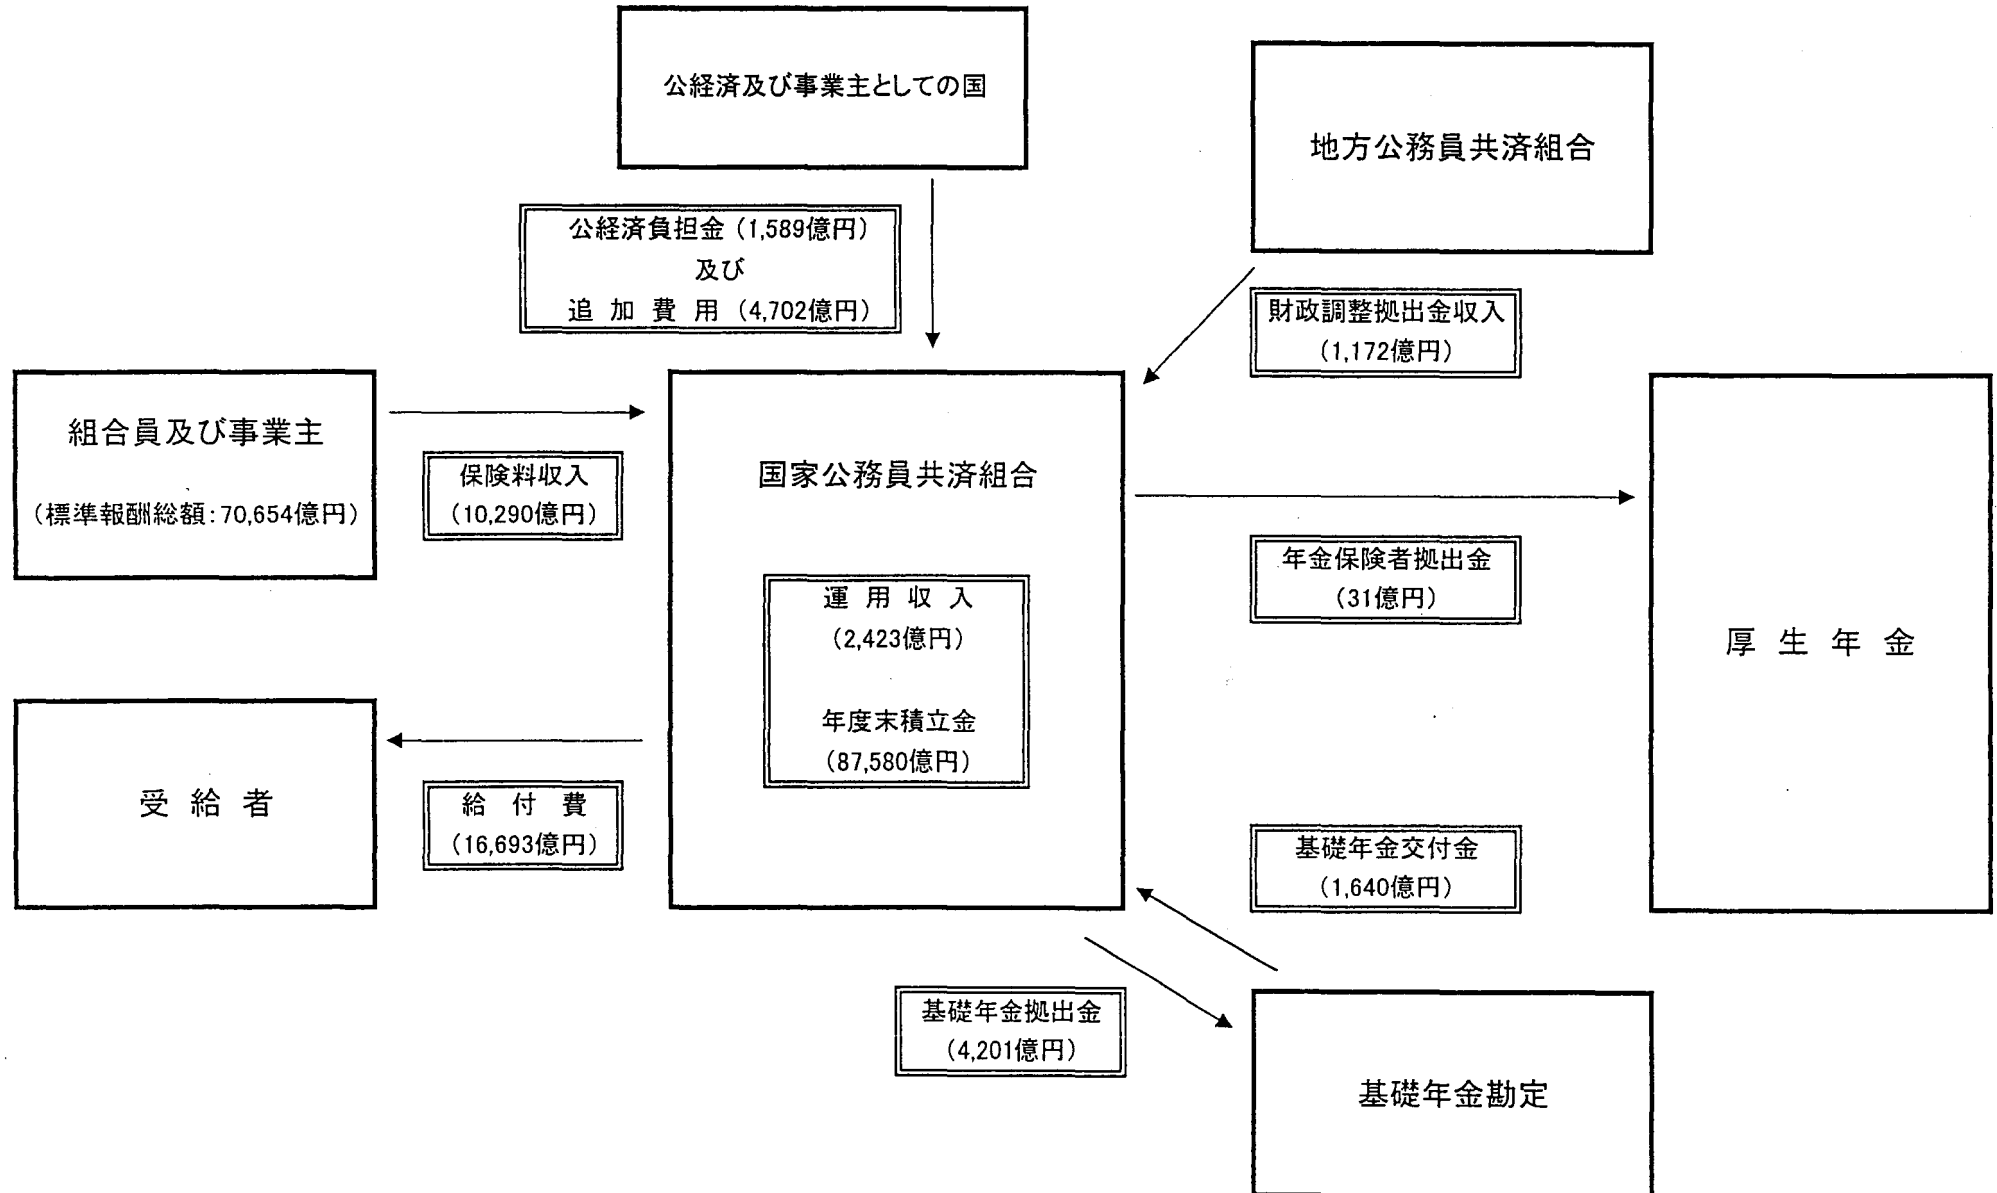 公経済及び事業主としての国
地方公務員共済組合
公経済負担金（1,589億円）
及び
追加費用（4,702億円）
財政調整拠出金収入
（1,172億円）
組合員及び事業主
（標準報酬総額：70,654億円）
保険料収入
（10,290億円）
国家公務員共済組合
運用収入
（2,423億円）
年度末積立金
（87,580億円）
年金保険者拠出金
（31億円）
厚生年金
受給者
給付費
（16,693億円）
基礎年金交付金
（1,640億円）
基礎年金拠出金
（4,201億円）
基礎年金勘定